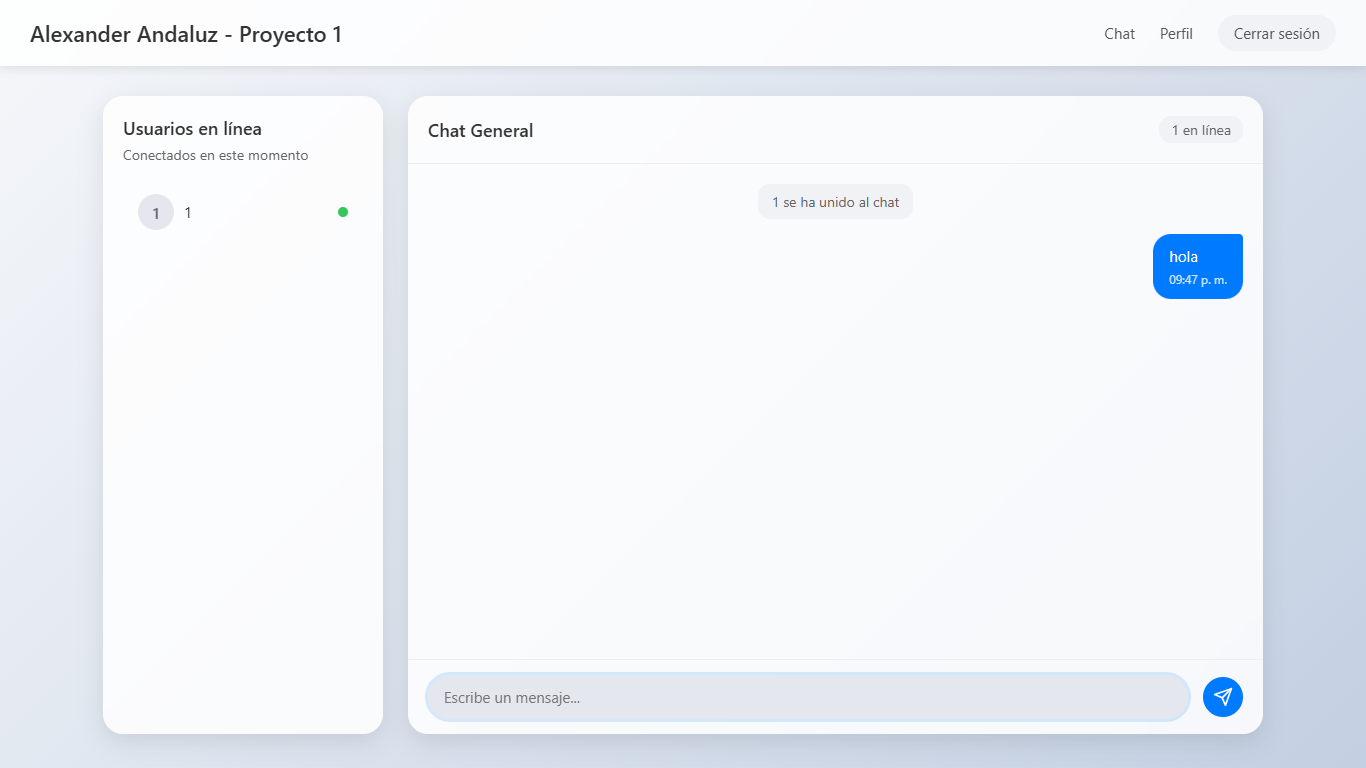 Alexander Andaluz - Proyecto 1
Chat
Perfil
Cerrar sesión
Usuarios en línea
Conectados en este momento
1
1
Chat General
1 en línea
1 se ha unido al chat
hola
09:47 p. m.
Escribe un mensaje...